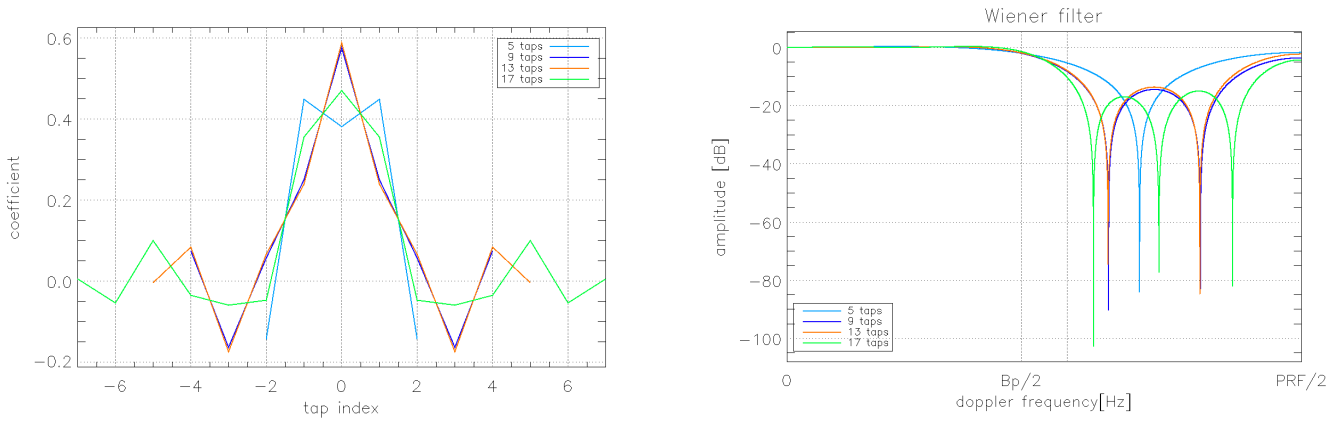 0.6
0.4
0.2
0.0
−0.2
coefficient
5 taps
9 taps
13 taps
17 taps
−6
−4
−2
0
2
4
6
tap index
Wiener filter
0
−20
−40
−60
−80
−100
amplitude [dB]
5 taps
9 taps
13 taps
17 taps
0
Bp/2
PRF/2
doppler frequency[Hz]